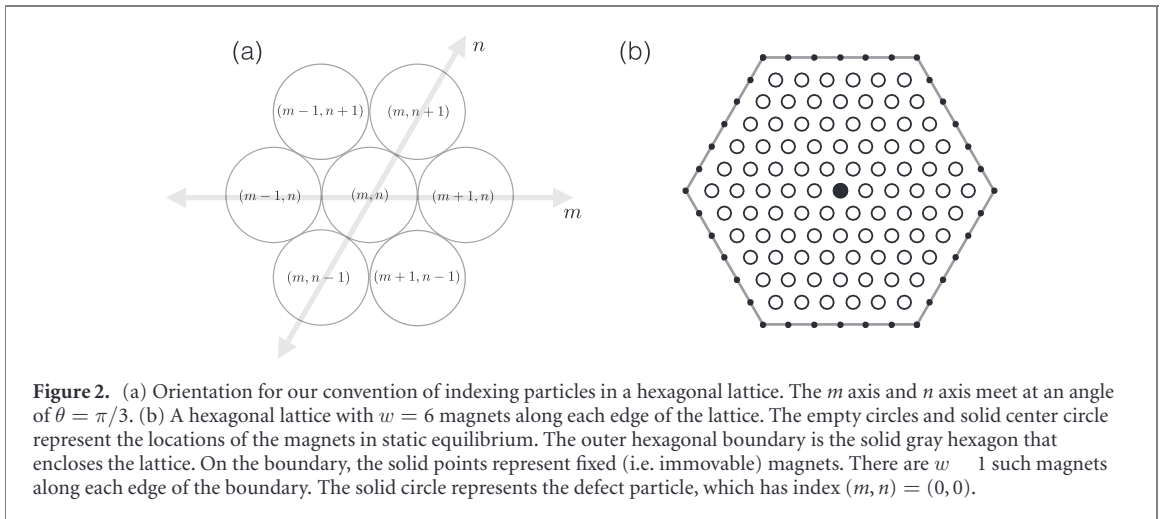 (a)
n
(b)
(m − 1, n + 1)
(m, n + 1)
(m − 1, n)
(m, n)
(m + 1, n)
m
(m, n − 1)
(m + 1, n − 1)
Figure 2. (a) Orientation for our convention of indexing particles in a hexagonal lattice. The m axis and n axis meet at an angle
of θ = π/3. (b) A hexagonal lattice with w = 6 magnets along each edge of the lattice. The empty circles and solid center circle
represent the locations of the magnets in static equilibrium. The outer hexagonal boundary is the solid gray hexagon that
encloses the lattice. On the boundary, the solid points represent fixed (i.e. immovable) magnets. There are w 1 such magnets
along each edge of the boundary. The solid circle represents the defect particle, which has index (m, n) = (0, 0).